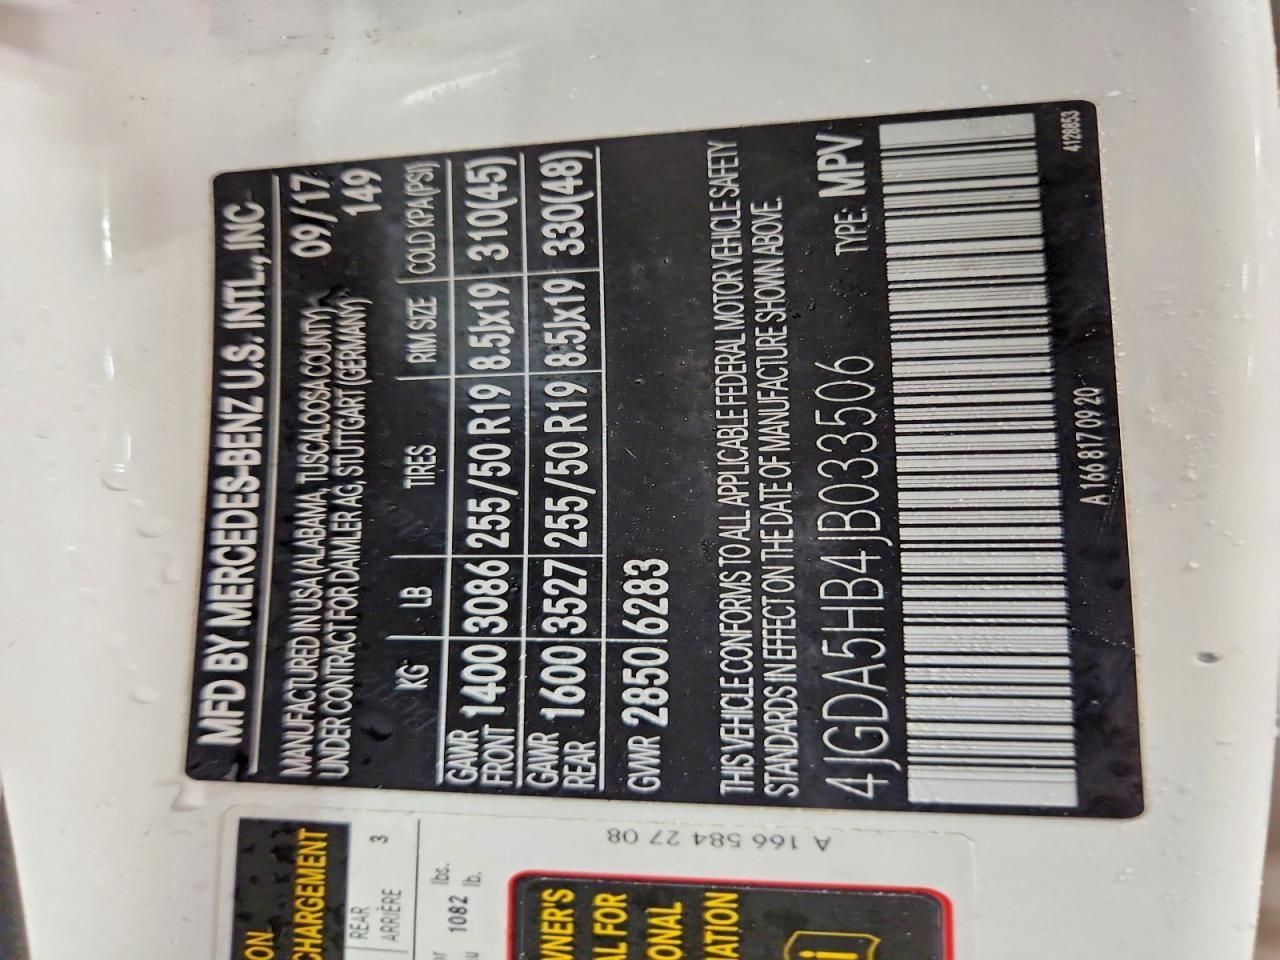 MFD BY MERCEDES-BENZ U.S. INTL., INC
MANUFACTURED IN USA (ALABAMA, TUSCALOOSA COUNTY), 09/17
UNDER CONTRACT FOR DAIMLER AG, STUTTGART (GERMANY) 149
KG LB TIRES RIM SIZE COLD KPA(PSI)
GAWR FRONT 1400 3086 255/50 R19 8.5Jx19 310(45)
GAWR REAR 1600 3527 255/50 R19 8.5Jx19 330(48)
GVWR 2850 6283
THIS VEHICLE CONFORMS TO ALL APPLICABLE FEDERAL MOTOR VEHICLE SAFETY
STANDARDS IN EFFECT ON THE DATE OF MANUFACTURE SHOWN ABOVE.
4JGDA5HB4JB033506 TYPE: MPV
A 166 817 09 20
4128853
CHARGEMENT
REAR
ARRIÈRE 3
1082 lbs.
lb.
A 166 584 27 08